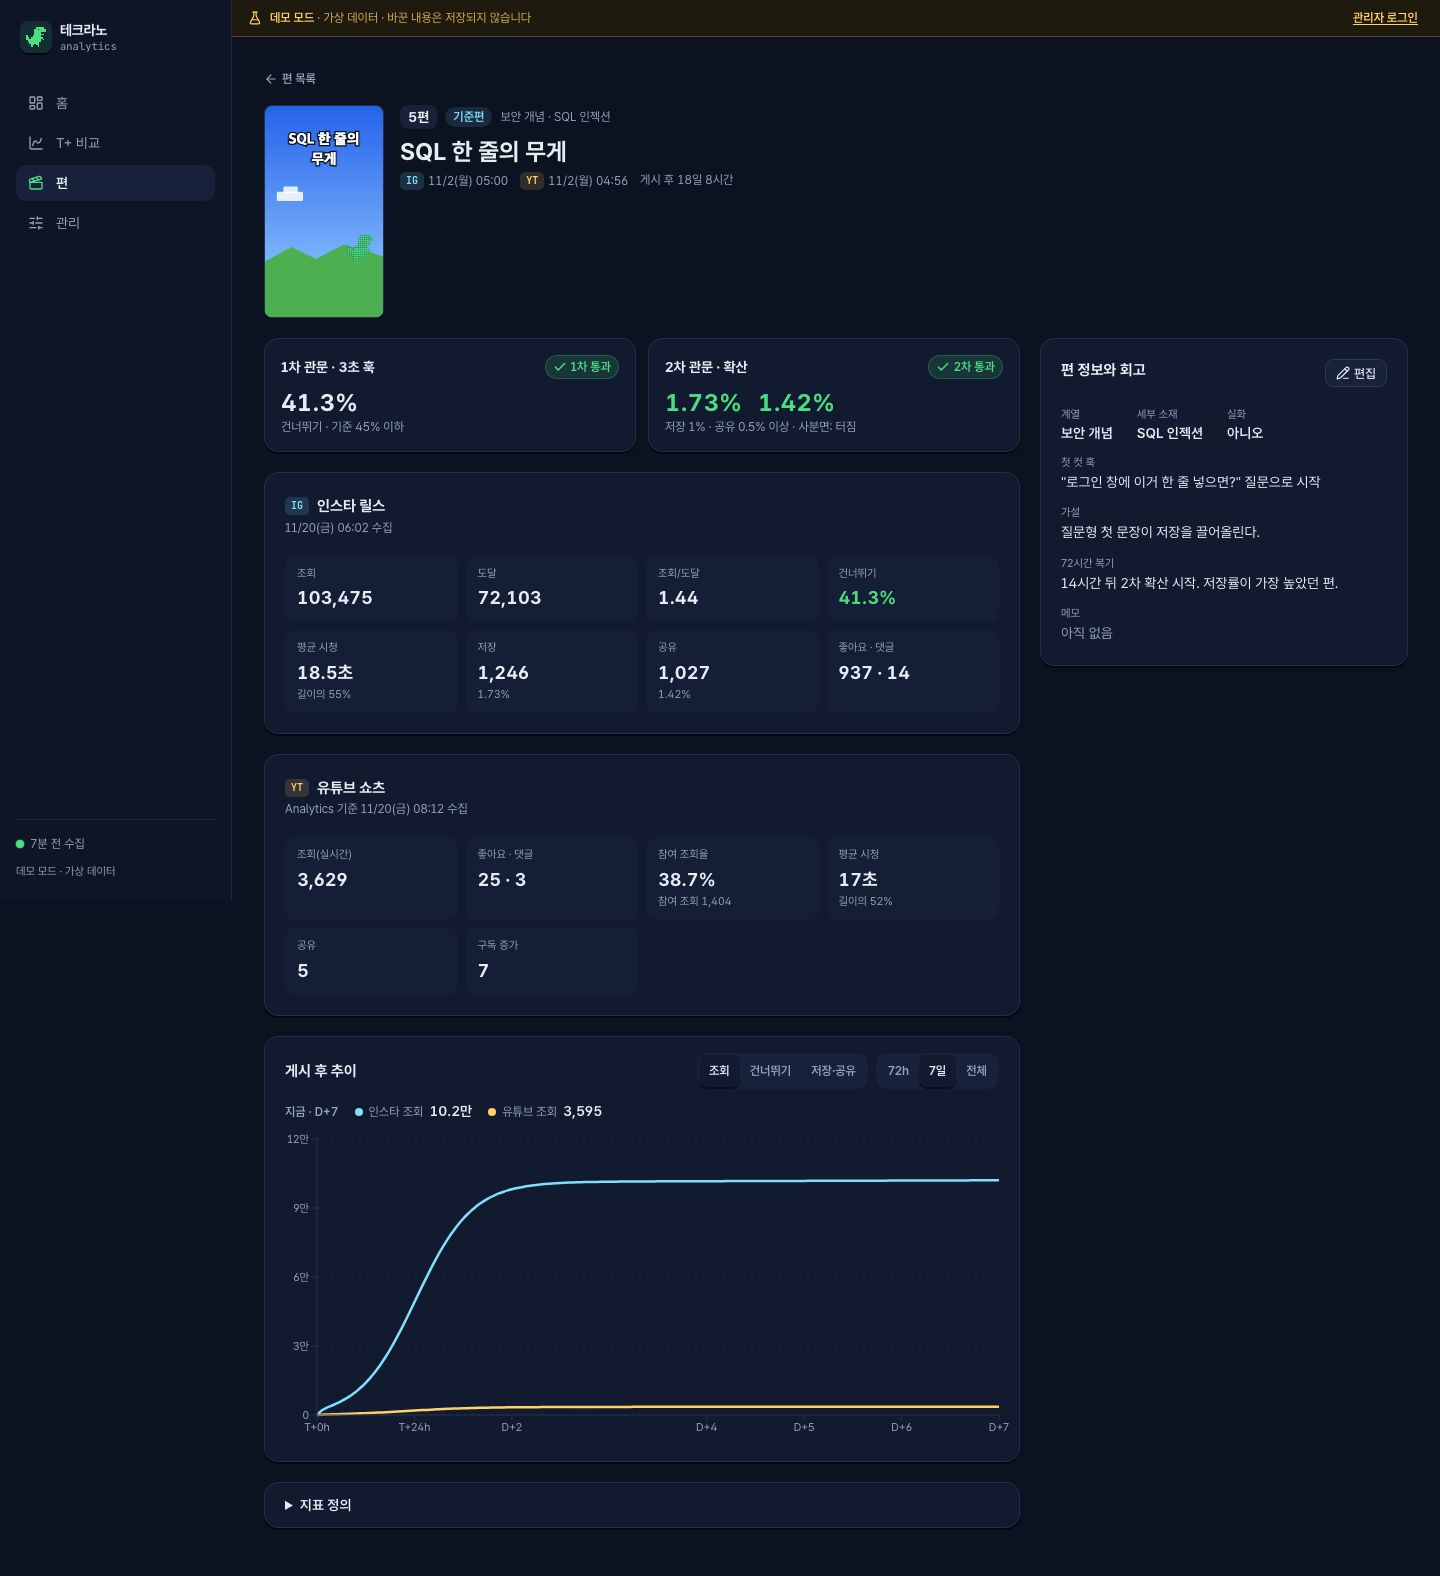 테크라노
analytics
홈
T+ 비교
편
관리
7분 전 수집
데모 모드 · 가상 데이터
데모 모드 · 가상 데이터 · 바꾼 내용은 저장되지 않습니다
관리자 로그인
← 편 목록
SQL 한 줄의
무게
5편 기준편 보안 개념 · SQL 인젝션
SQL 한 줄의 무게
IG 11/2(월) 05:00 YT 11/2(월) 04:56 게시 후 18일 8시간
1차 관문 · 3초 훅 1차 통과
41.3%
건너뛰기 · 기준 45% 이하
2차 관문 · 확산 2차 통과
1.73% 1.42%
저장 1% · 공유 0.5% 이상 · 사분면: 터짐
편 정보와 회고 편집
계열 세부 소재 실화
보안 개념 SQL 인젝션 아니오
첫 컷 훅
"로그인 창에 이거 한 줄 넣으면?" 질문으로 시작
가설
질문형 첫 문장이 저장을 끌어올린다.
72시간 복기
14시간 뒤 2차 확산 시작. 저장률이 가장 높았던 편.
메모
아직 없음
IG 인스타 릴스
11/20(금) 06:02 수집
조회 도달 조회/도달 건너뛰기
103,475 72,103 1.44 41.3%
평균 시청 저장 공유 좋아요 · 댓글
18.5초 1,246 1,027 937 · 14
길이의 55% 1.73% 1.42%
YT 유튜브 쇼츠
Analytics 기준 11/20(금) 08:12 수집
조회(실시간) 좋아요 · 댓글 참여 조회율 평균 시청
3,629 25 · 3 38.7% 17초
참여 조회 1,404 길이의 52%
공유 구독 증가
5 7
게시 후 추이 조회 건너뛰기 저장·공유 72h 7일 전체
지금 · D+7 인스타 조회 10.2만 유튜브 조회 3,595
12만
9만
6만
3만
0
T+0h T+24h D+2 D+4 D+5 D+6 D+7
▶ 지표 정의